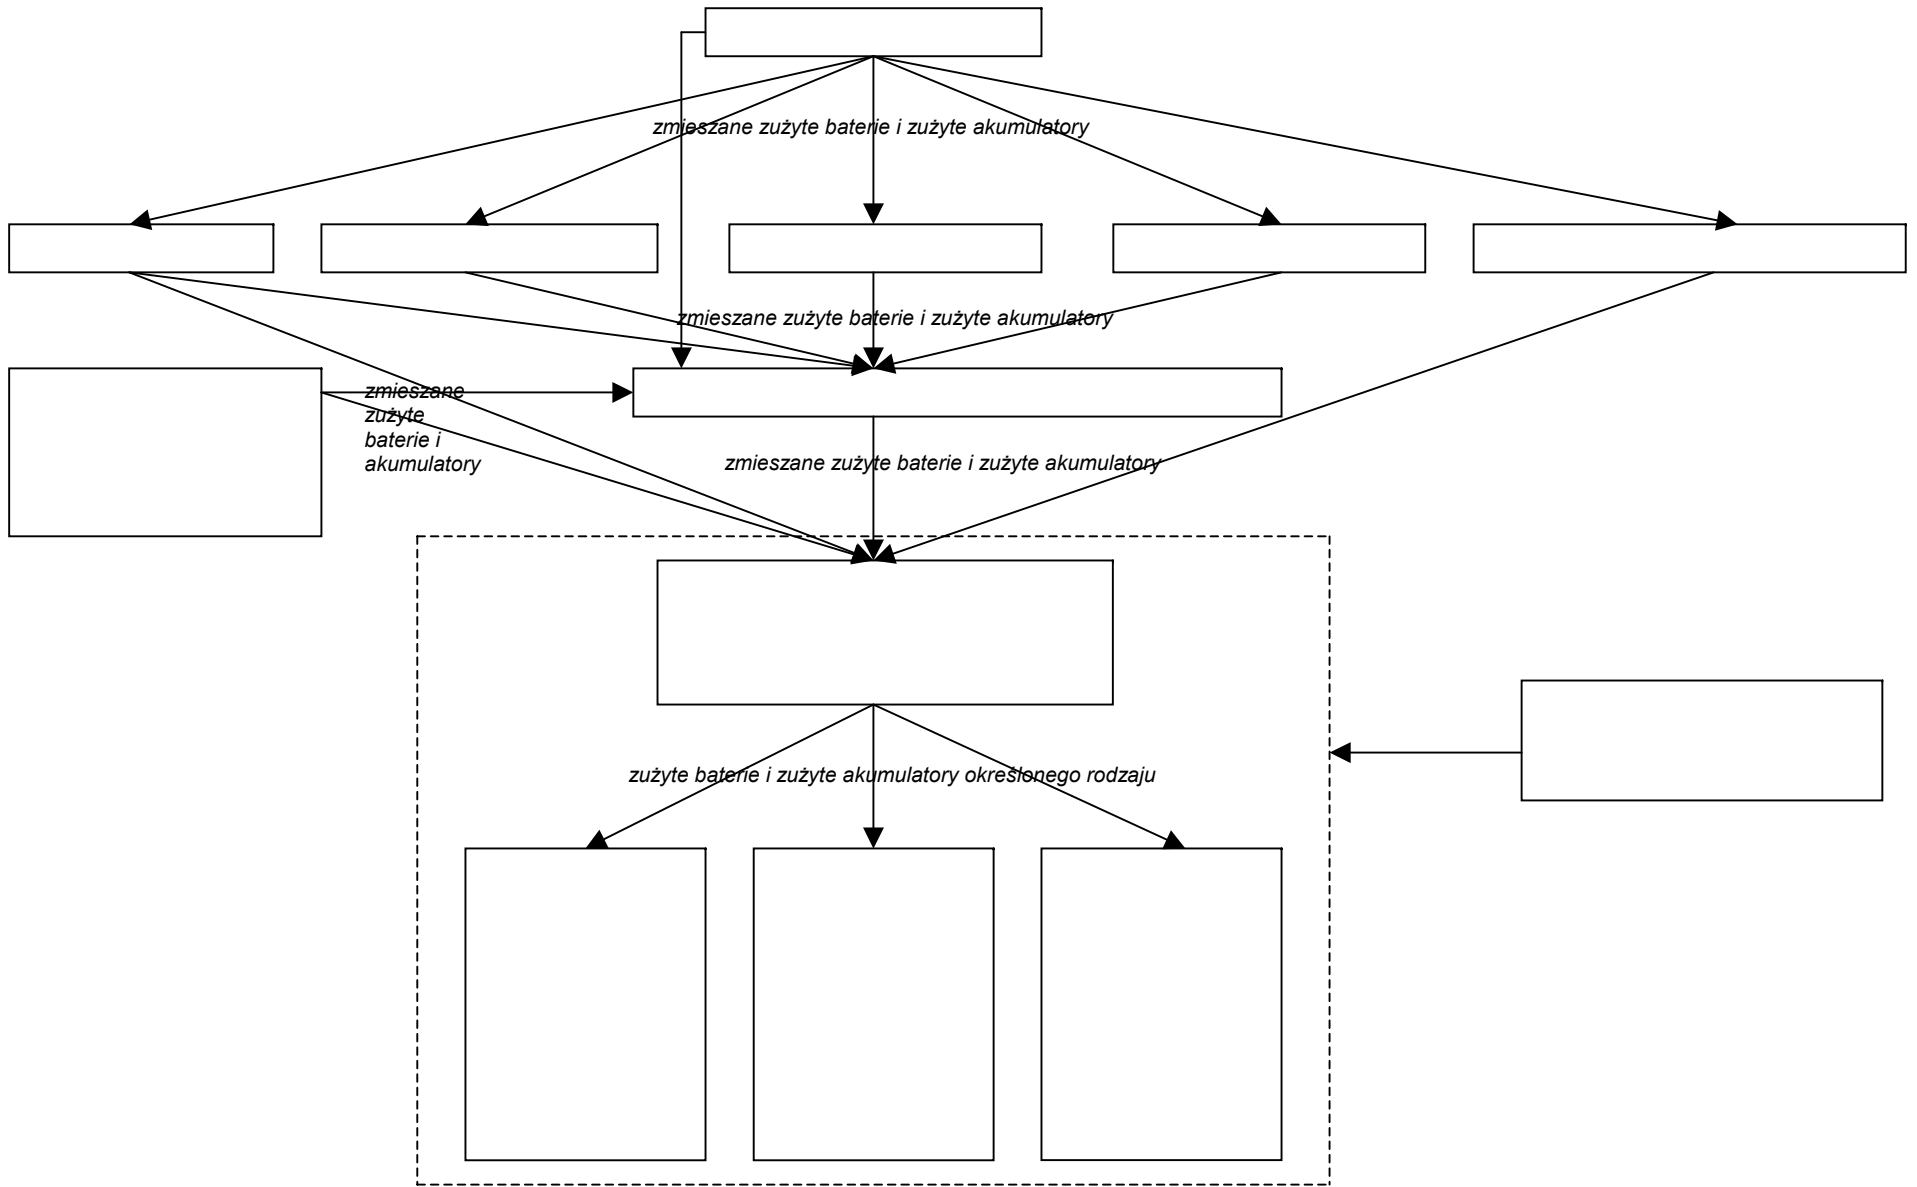 zmieszane zużyte baterie i zużyte akumulatory
zmieszane zużyte baterie i zużyte akumulatory
zmieszane
zużyte
baterie i
akumulatory
zmieszane zużyte baterie i zużyte akumulatory
zużyte baterie i zużyte akumulatory określonego rodzaju